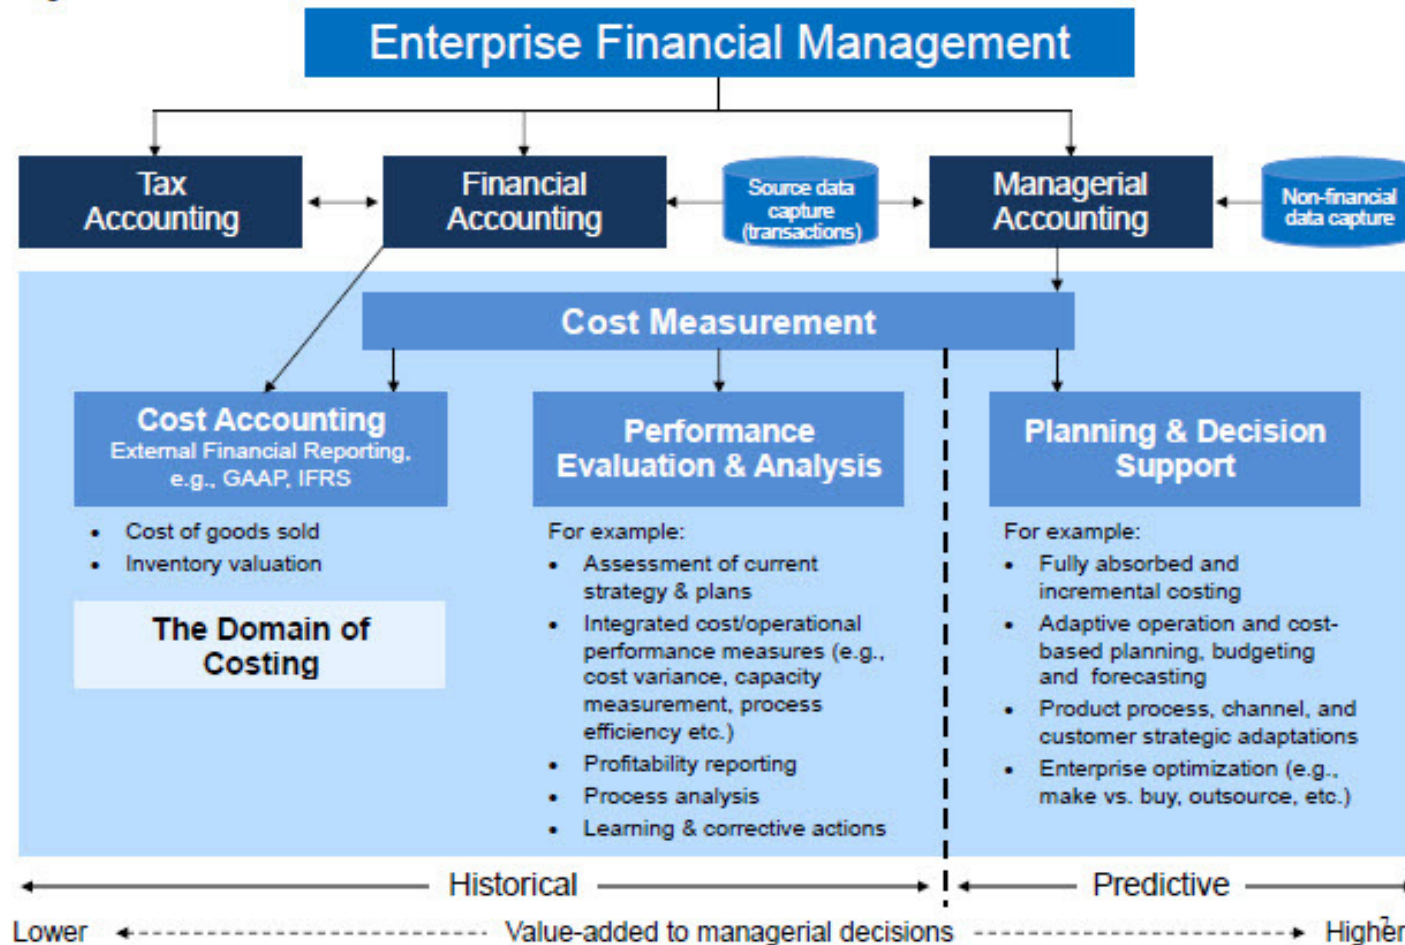 Enterprise Financial Management
Tax
Accounting
Financial
Accounting
Source data
capture
(transactions)
Managerial
Accounting
Non-financial
data capture
Cost Measurement
Cost Accounting
External Financial Reporting,
e.g., GAAP, IFRS
• Cost of goods sold
• Inventory valuation
The Domain of
Costing
Performance
Evaluation & Analysis
For example:
• Assessment of current
strategy & plans
• Integrated cost/operational
performance measures (e.g.,
cost variance, capacity
measurement, process
efficiency etc.)
• Profitability reporting
• Process analysis
• Learning & corrective actions
Planning & Decision
Support
For example:
• Fully absorbed and
incremental costing
• Adaptive operation and cost-
based planning, budgeting
and forecasting
• Product process, channel, and
customer strategic adaptations
• Enterprise optimization (e.g.,
make vs. buy, outsource, etc.)
Historical
Predictive
Lower
Value-added to managerial decisions
Higher